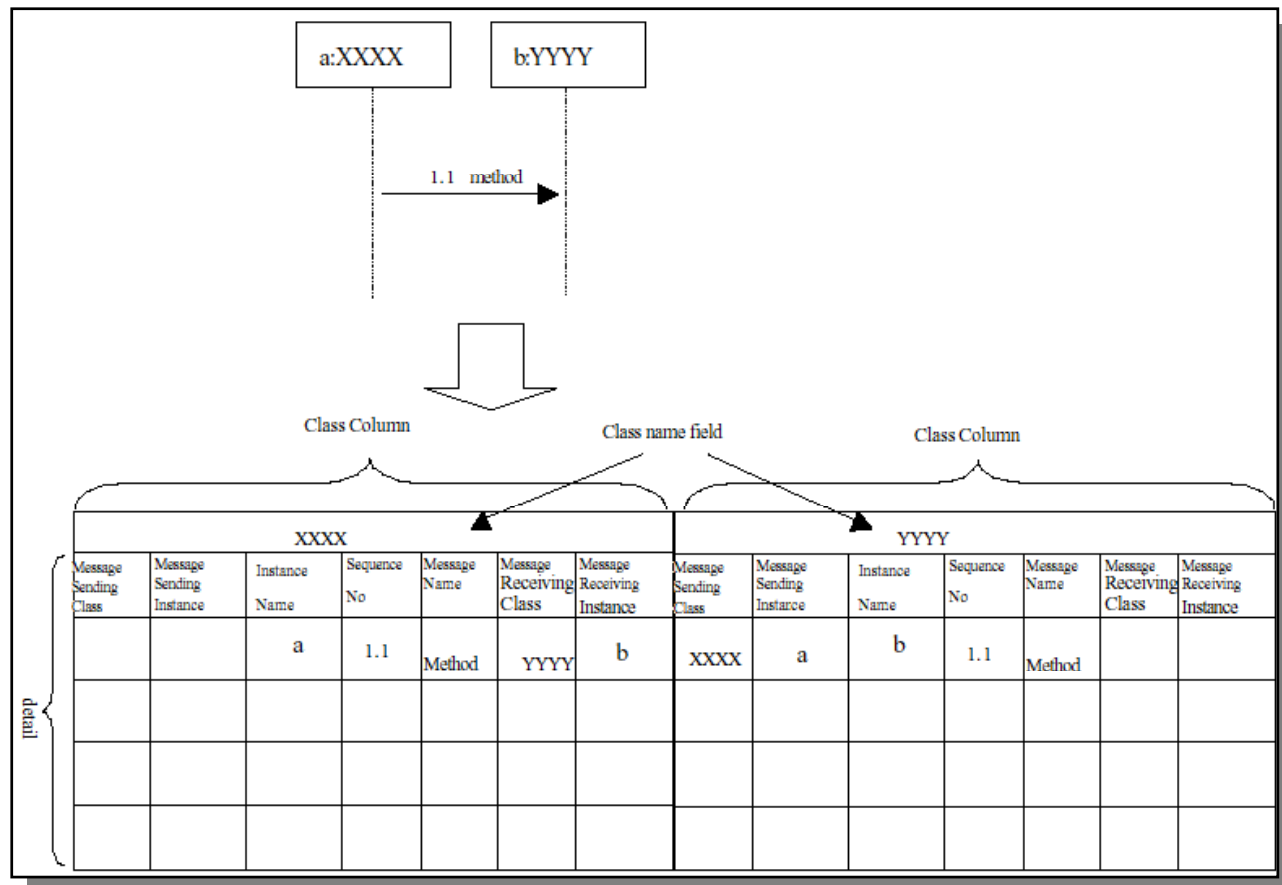 a:XXXX
b:YYYY
1.1 method
Class Column
Class name field
Class Column
XXXX
YYYY
Message Sending Class
Message Sending Instance
Instance Name
Sequence No
Message Name
Message Receiving Class
Message Receiving Instance
Message Sending Class
Message Sending Instance
Instance Name
Sequence No
Message Name
Message Receiving Class
Message Receiving Instance
a
1.1
Method
YYYY
b
XXXX
a
b
1.1
Method
detail